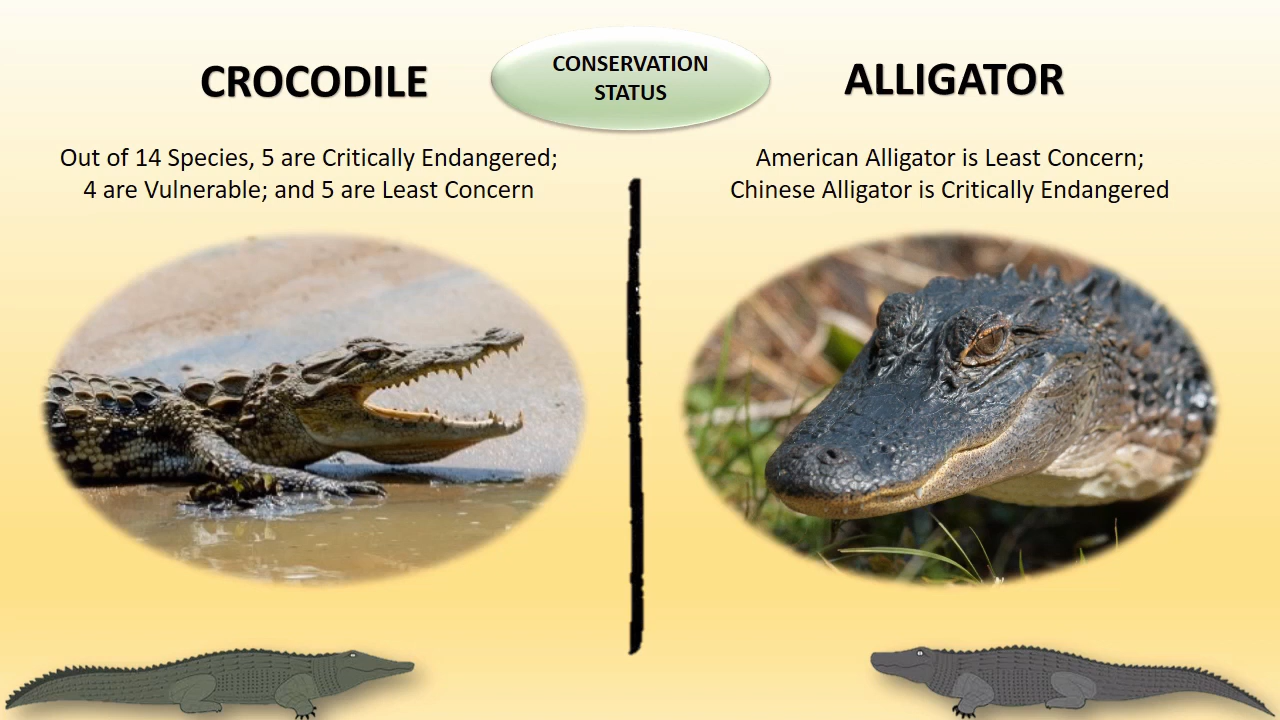 CROCODILE
CONSERVATION
STATUS
ALLIGATOR
Out of 14 Species, 5 are Critically Endangered;
4 are Vulnerable; and 5 are Least Concern
American Alligator is Least Concern;
Chinese Alligator is Critically Endangered